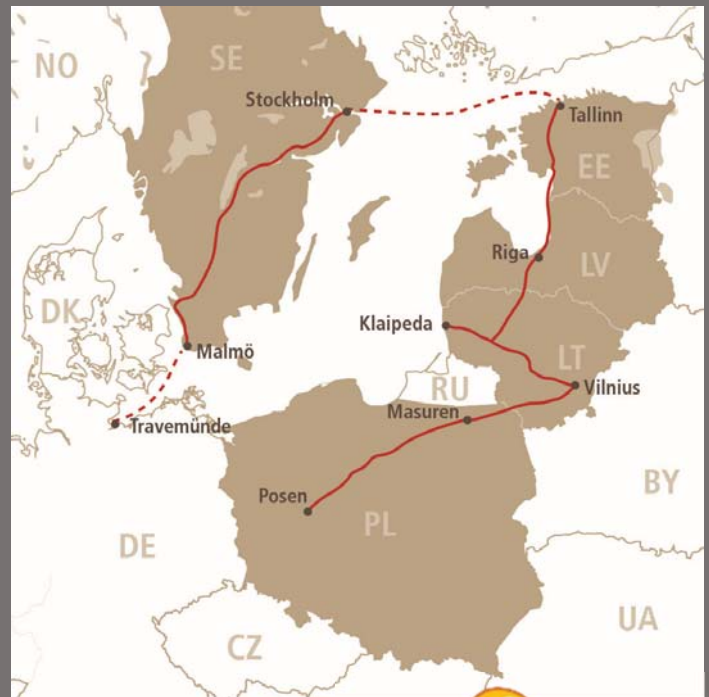 NO
SE
Stockholm
Tallinn
EE
Riga
LV
DK
Klaipeda
Malmö
LT
RU
Vilnius
Masuren
Travemünde
BY
Posen
PL
DE
UA
CZ